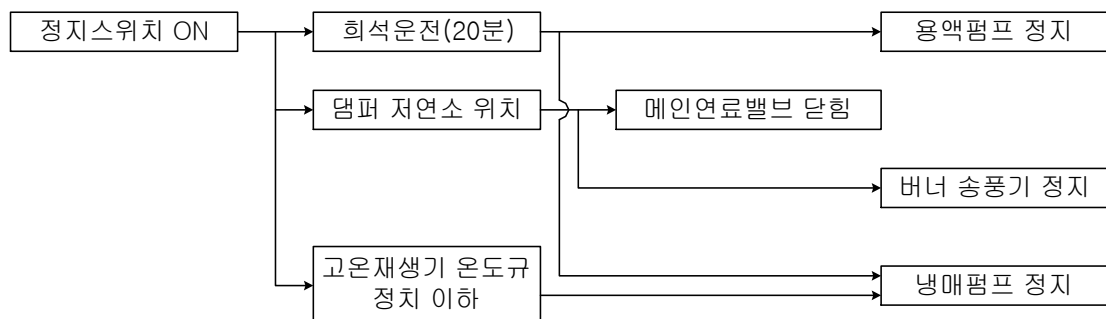 정지스위치 ON
희석운전(20분)
용액펌프 정지
댐퍼 저연소 위치
메인연료밸브 닫힘
버너 송풍기 정지
고온재생기 온도규
정치 이하
냉매펌프 정지